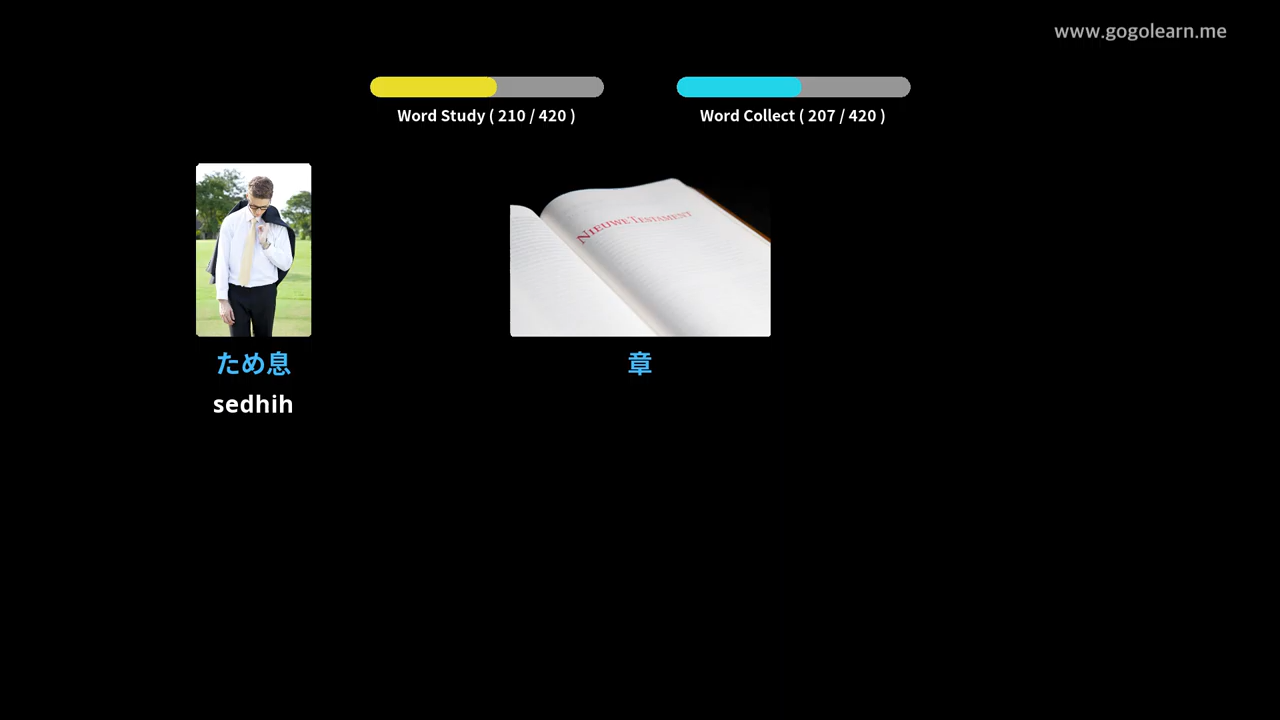 www.gogolearn.me
Word Study ( 210 / 420 )
Word Collect ( 207 / 420 )
NIEUWE TESTAMENT
ため息
章
sedhih